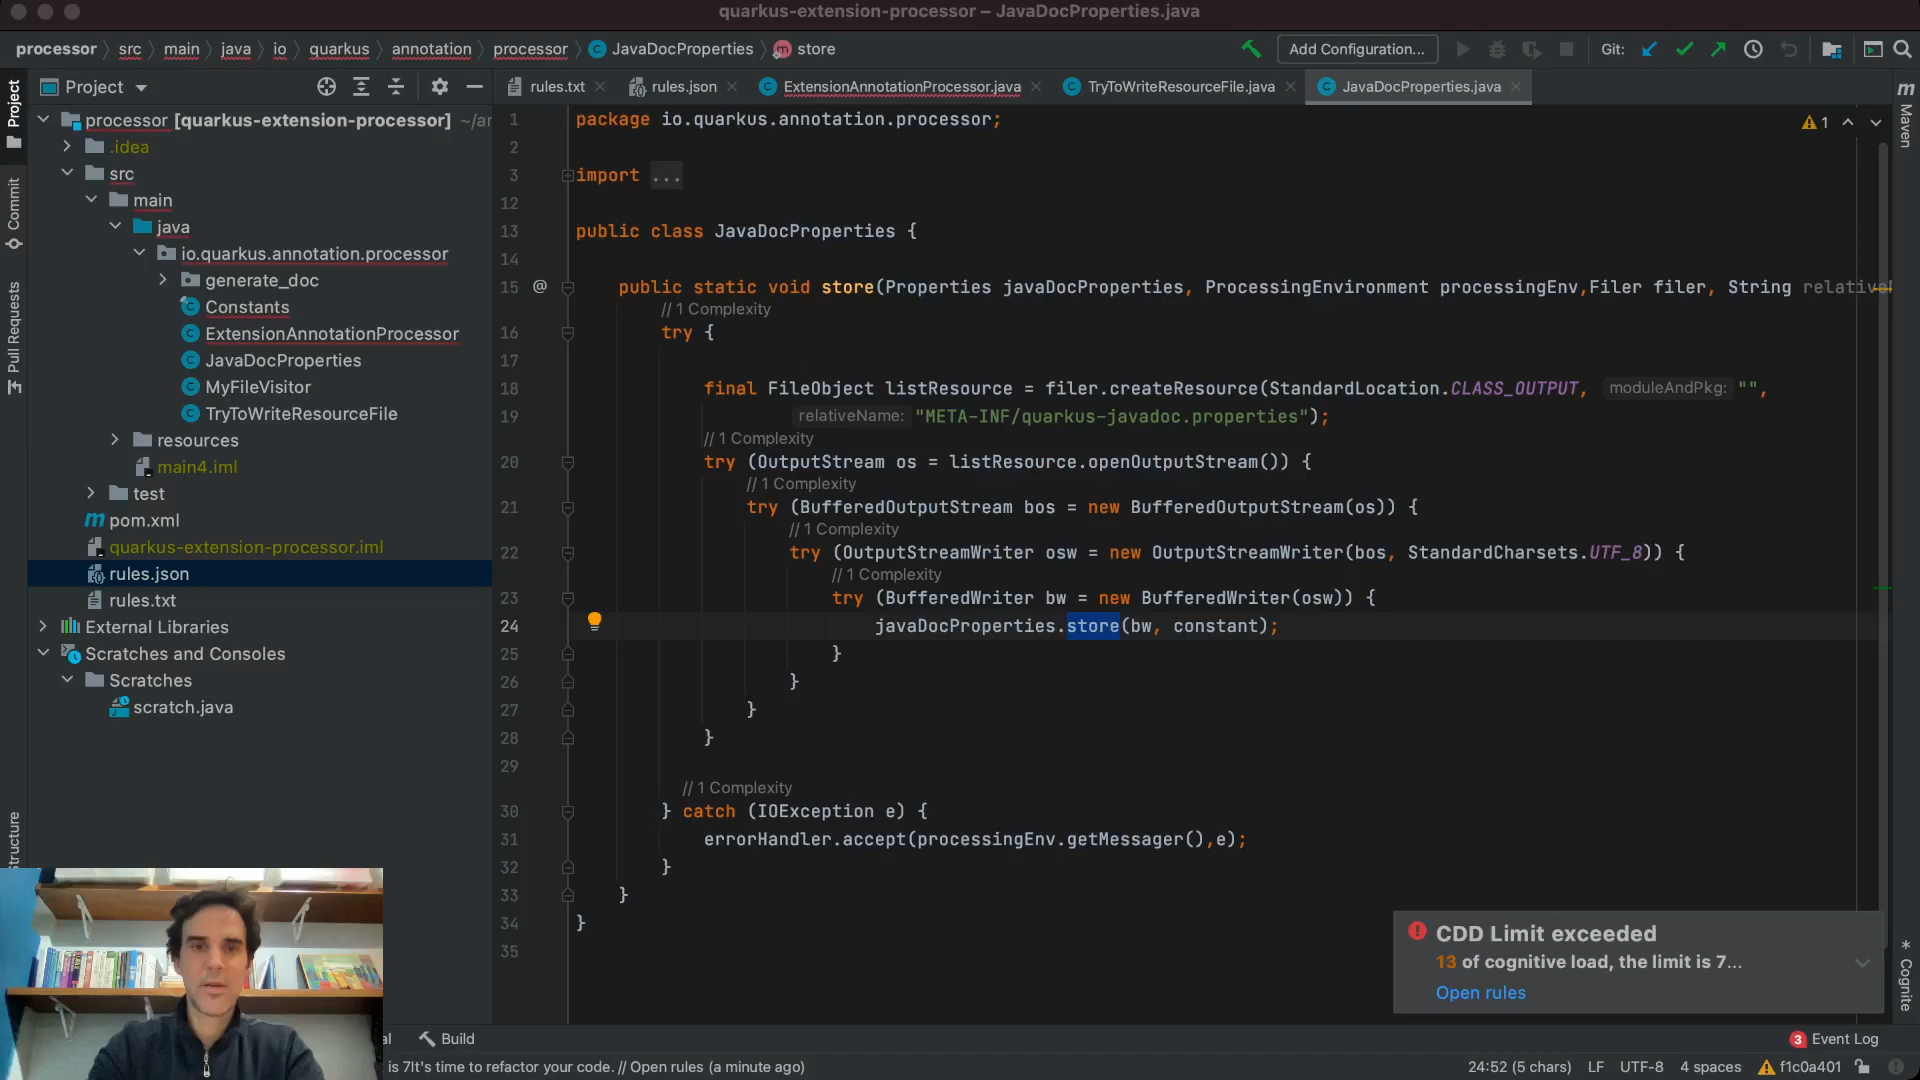 quarkus-extension-processor – JavaDocProperties.java
processor src main java io quarkus annotation processor JavaDocProperties store
Add Configuration...
Git:
Project
rules.txt
rules.json
ExtensionAnnotationProcessor.java
TryToWriteResourceFile.java
JavaDocProperties.java
Project
Commit
Pull Requests
Maven
Cognite
processor [quarkus-extension-processor]
.idea
src
main
java
io.quarkus.annotation.processor
generate_doc
Constants
ExtensionAnnotationProcessor
JavaDocProperties
MyFileVisitor
TryToWriteResourceFile
resources
main4.iml
test
pom.xml
quarkus-extension-processor.iml
rules.json
rules.txt
External Libraries
Scratches and Consoles
Scratches
scratch.java
1
1 package io.quarkus.annotation.processor;
2
3 import ...
12
13 public class JavaDocProperties {
14
15 @ public static void store(Properties javaDocProperties, ProcessingEnvironment processingEnv,Filer filer, String
// 1 Complexity
16 try {
17
18 final FileObject listResource = filer.createResource(StandardLocation.CLASS_OUTPUT, moduleAndPkg: "",
19 relativeName: "META-INF/quarkus-javadoc.properties");
// 1 Complexity
20 try (OutputStream os = listResource.openOutputStream()) {
// 1 Complexity
21 try (BufferedOutputStream bos = new BufferedOutputStream(os)) {
// 1 Complexity
22 try (OutputStreamWriter osw = new OutputStreamWriter(bos, StandardCharsets.UTF_8)) {
// 1 Complexity
23 try (BufferedWriter bw = new BufferedWriter(osw)) {
24 javaDocProperties.store(bw, constant);
25 }
26 }
27 }
28 }
29
// 1 Complexity
30 } catch (IOException e) {
31 errorHandler.accept(processingEnv.getMessager(),e);
32 }
33 }
34 }
35
CDD Limit exceeded
13 of cognitive load, the limit is 7...
Open rules
Build
3 Event Log
is 7It's time to refactor your code. // Open rules (a minute ago)
24:52 (5 chars) LF UTF-8 4 spaces f1c0a401